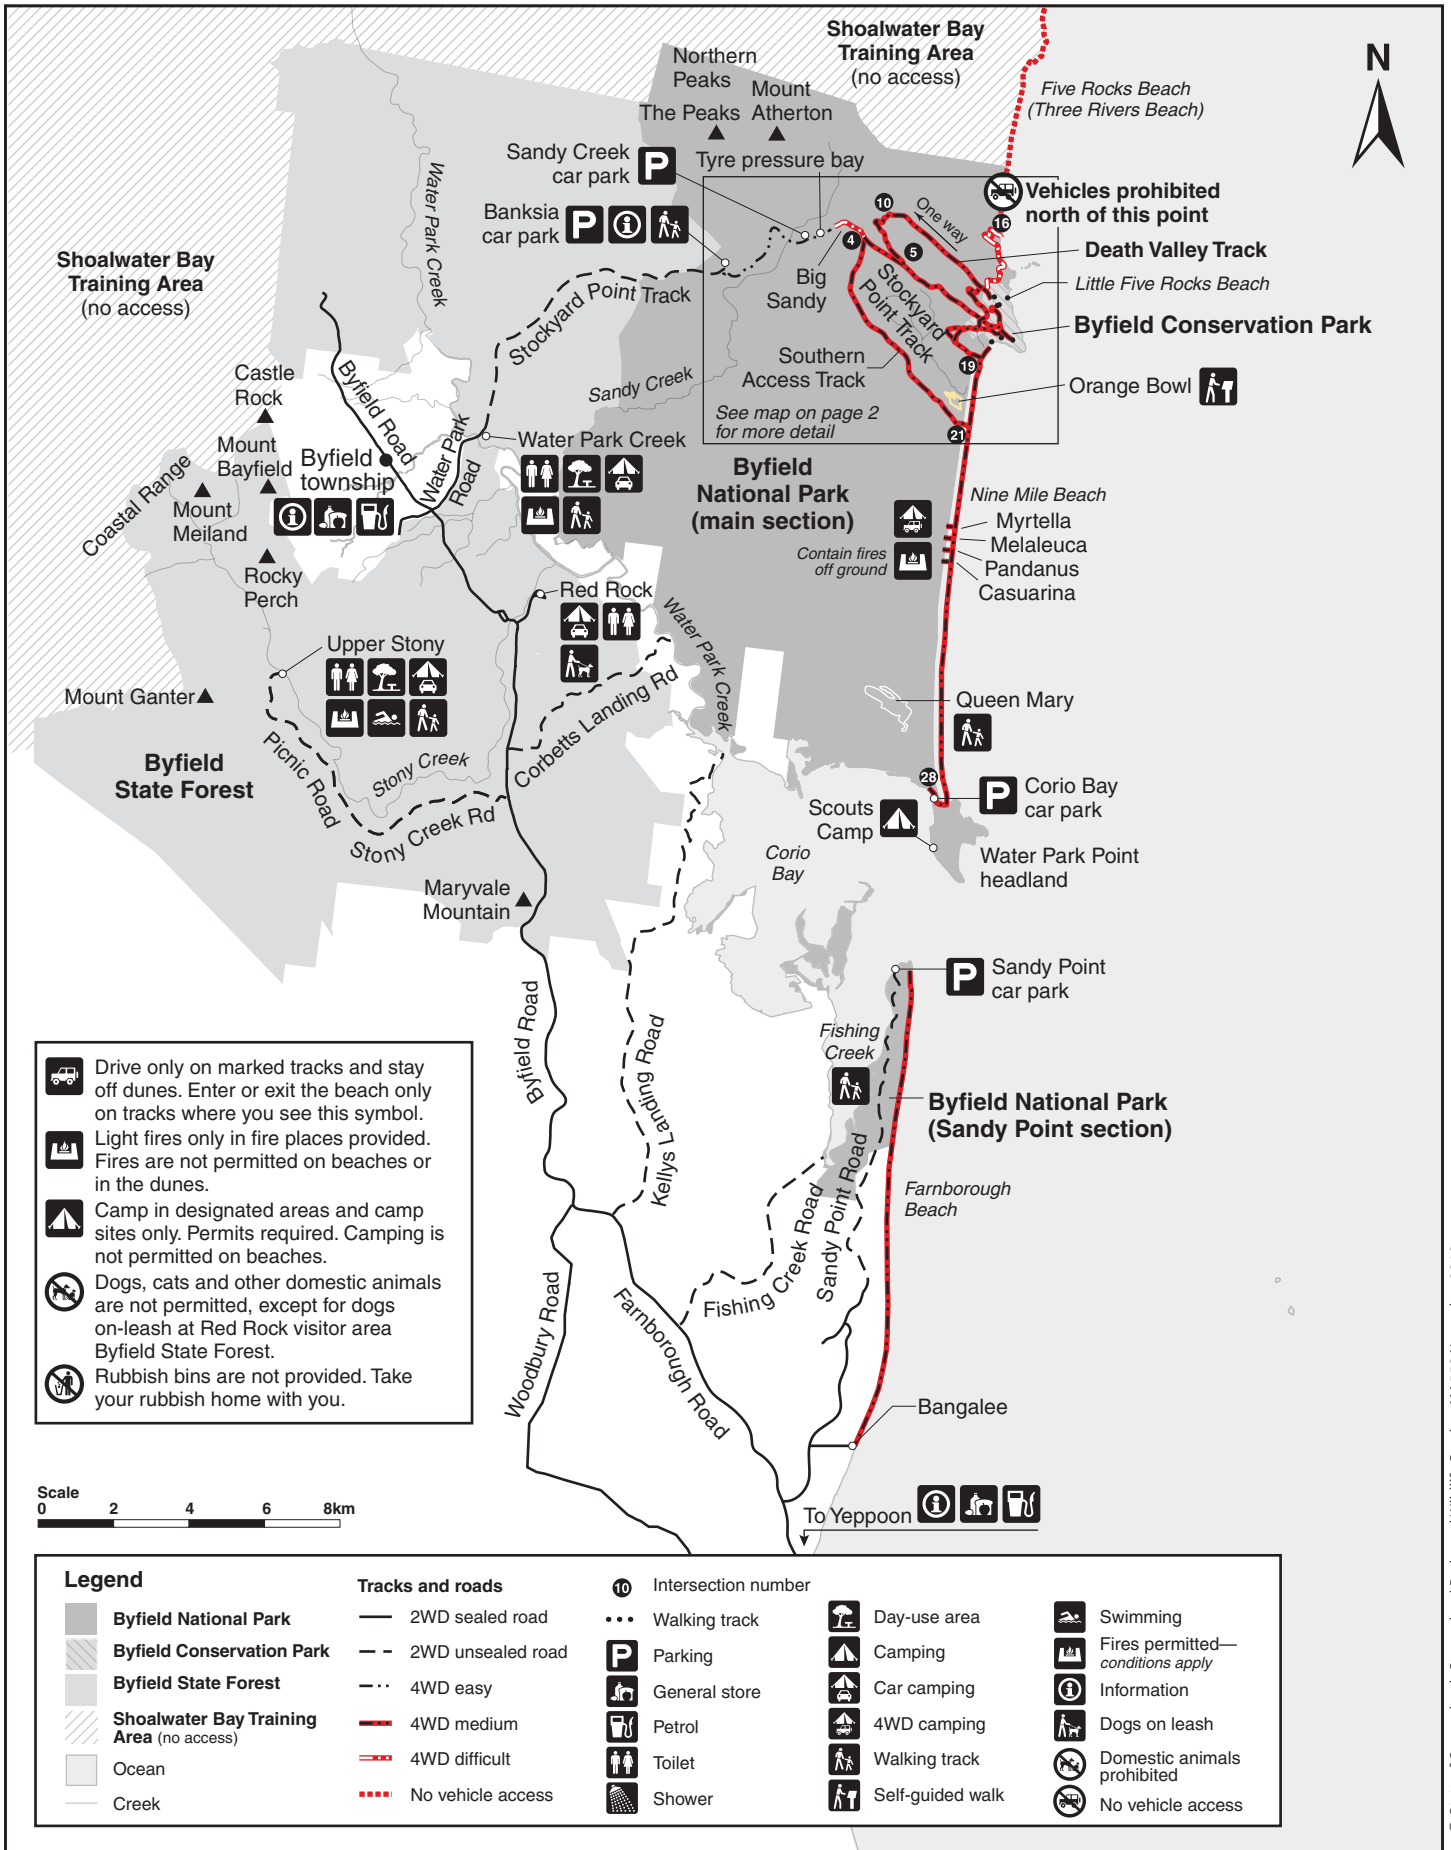 Shoalwater Bay
Training Area
(no access)
N
Northern
Peaks
Mount
Atherton
The Peaks
Five Rocks Beach
(Three Rivers Beach)
Sandy Creek
car park
P
Tyre pressure bay
Water Park Creek
Banksia
car park
P
Vehicles prohibited
north of this point
10
One way
16
4
5
Death Valley Track
Shoalwater Bay
Training Area
(no access)
Big
Sandy
Little Five Rocks Beach
Stockyard Point Track
Stockyard
Point Track
Byfield Conservation Park
Castle
Rock
Byfield Road
Southern
Access Track
19
Sandy Creek
Orange Bowl
See map on page 2
for more detail
21
Water Park
Road
Water Park Creek
Mount
Bayfield
Byfield
township
Coastal Range
Mount
Meiland
Byfield
National Park
(main section)
Nine Mile Beach
Myrtella
Melaleuca
Pandanus
Casuarina
Contain fires
off ground
Rocky
Perch
Red Rock
Water Park Creek
Upper Stony
Mount Ganter
Corbetts Landing Rd
Queen Mary
Picnic Road
Stony Creek
Byfield
State Forest
Stony Creek Rd
28
P
Corio Bay
car park
Scouts
Camp
Corio
Bay
Water Park Point
headland
Maryvale
Mountain
P
Sandy Point
car park
Byfield Road
Kellys Landing Road
Fishing
Creek
Byfield National Park
(Sandy Point section)
Fishing Creek Road
Sandy Point Road
Farnborough
Beach
Woodbury Road
Farnborough Road
Bangalee
To Yeppoon
Drive only on marked tracks and stay
off dunes. Enter or exit the beach only
on tracks where you see this symbol.
Light fires only in fire places provided.
Fires are not permitted on beaches or
in the dunes.
Camp in designated areas and camp
sites only. Permits required. Camping is
not permitted on beaches.
Dogs, cats and other domestic animals
are not permitted, except for dogs
on-leash at Red Rock visitor area
Byfield State Forest.
Rubbish bins are not provided. Take
your rubbish home with you.
Scale
0 2 4 6 8km
Legend
Byfield National Park
Byfield Conservation Park
Byfield State Forest
Shoalwater Bay Training
Area (no access)
Ocean
Creek
Tracks and roads
2WD sealed road
2WD unsealed road
4WD easy
4WD medium
4WD difficult
No vehicle access
10 Intersection number
Walking track
P Parking
General store
Petrol
Toilet
Shower
Day-use area
Camping
Car camping
4WD camping
Walking track
Self-guided walk
Swimming
Fires permitted—
conditions apply
Information
Dogs on leash
Domestic animals
prohibited
No vehicle access